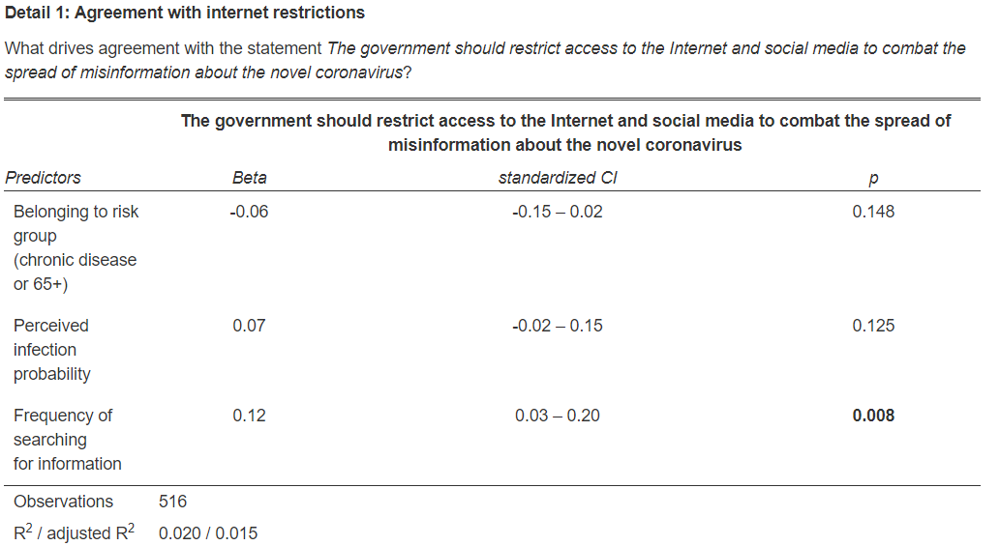 Detail 1: Agreement with internet restrictions
What drives agreement with the statement The government should restrict access to the Internet and social media to combat the
spread of misinformation about the novel coronavirus?
The government should restrict access to the Internet and social media to combat the spread of
misinformation about the novel coronavirus
Predictors Beta standardized CI p
Belonging to risk -0.06 -0.15 – 0.02 0.148
group
(chronic disease
or 65+)
Perceived 0.07 -0.02 – 0.15 0.125
infection
probability
Frequency of 0.12 0.03 – 0.20 0.008
searching
for information
Observations 516
R2 / adjusted R2 0.020 / 0.015